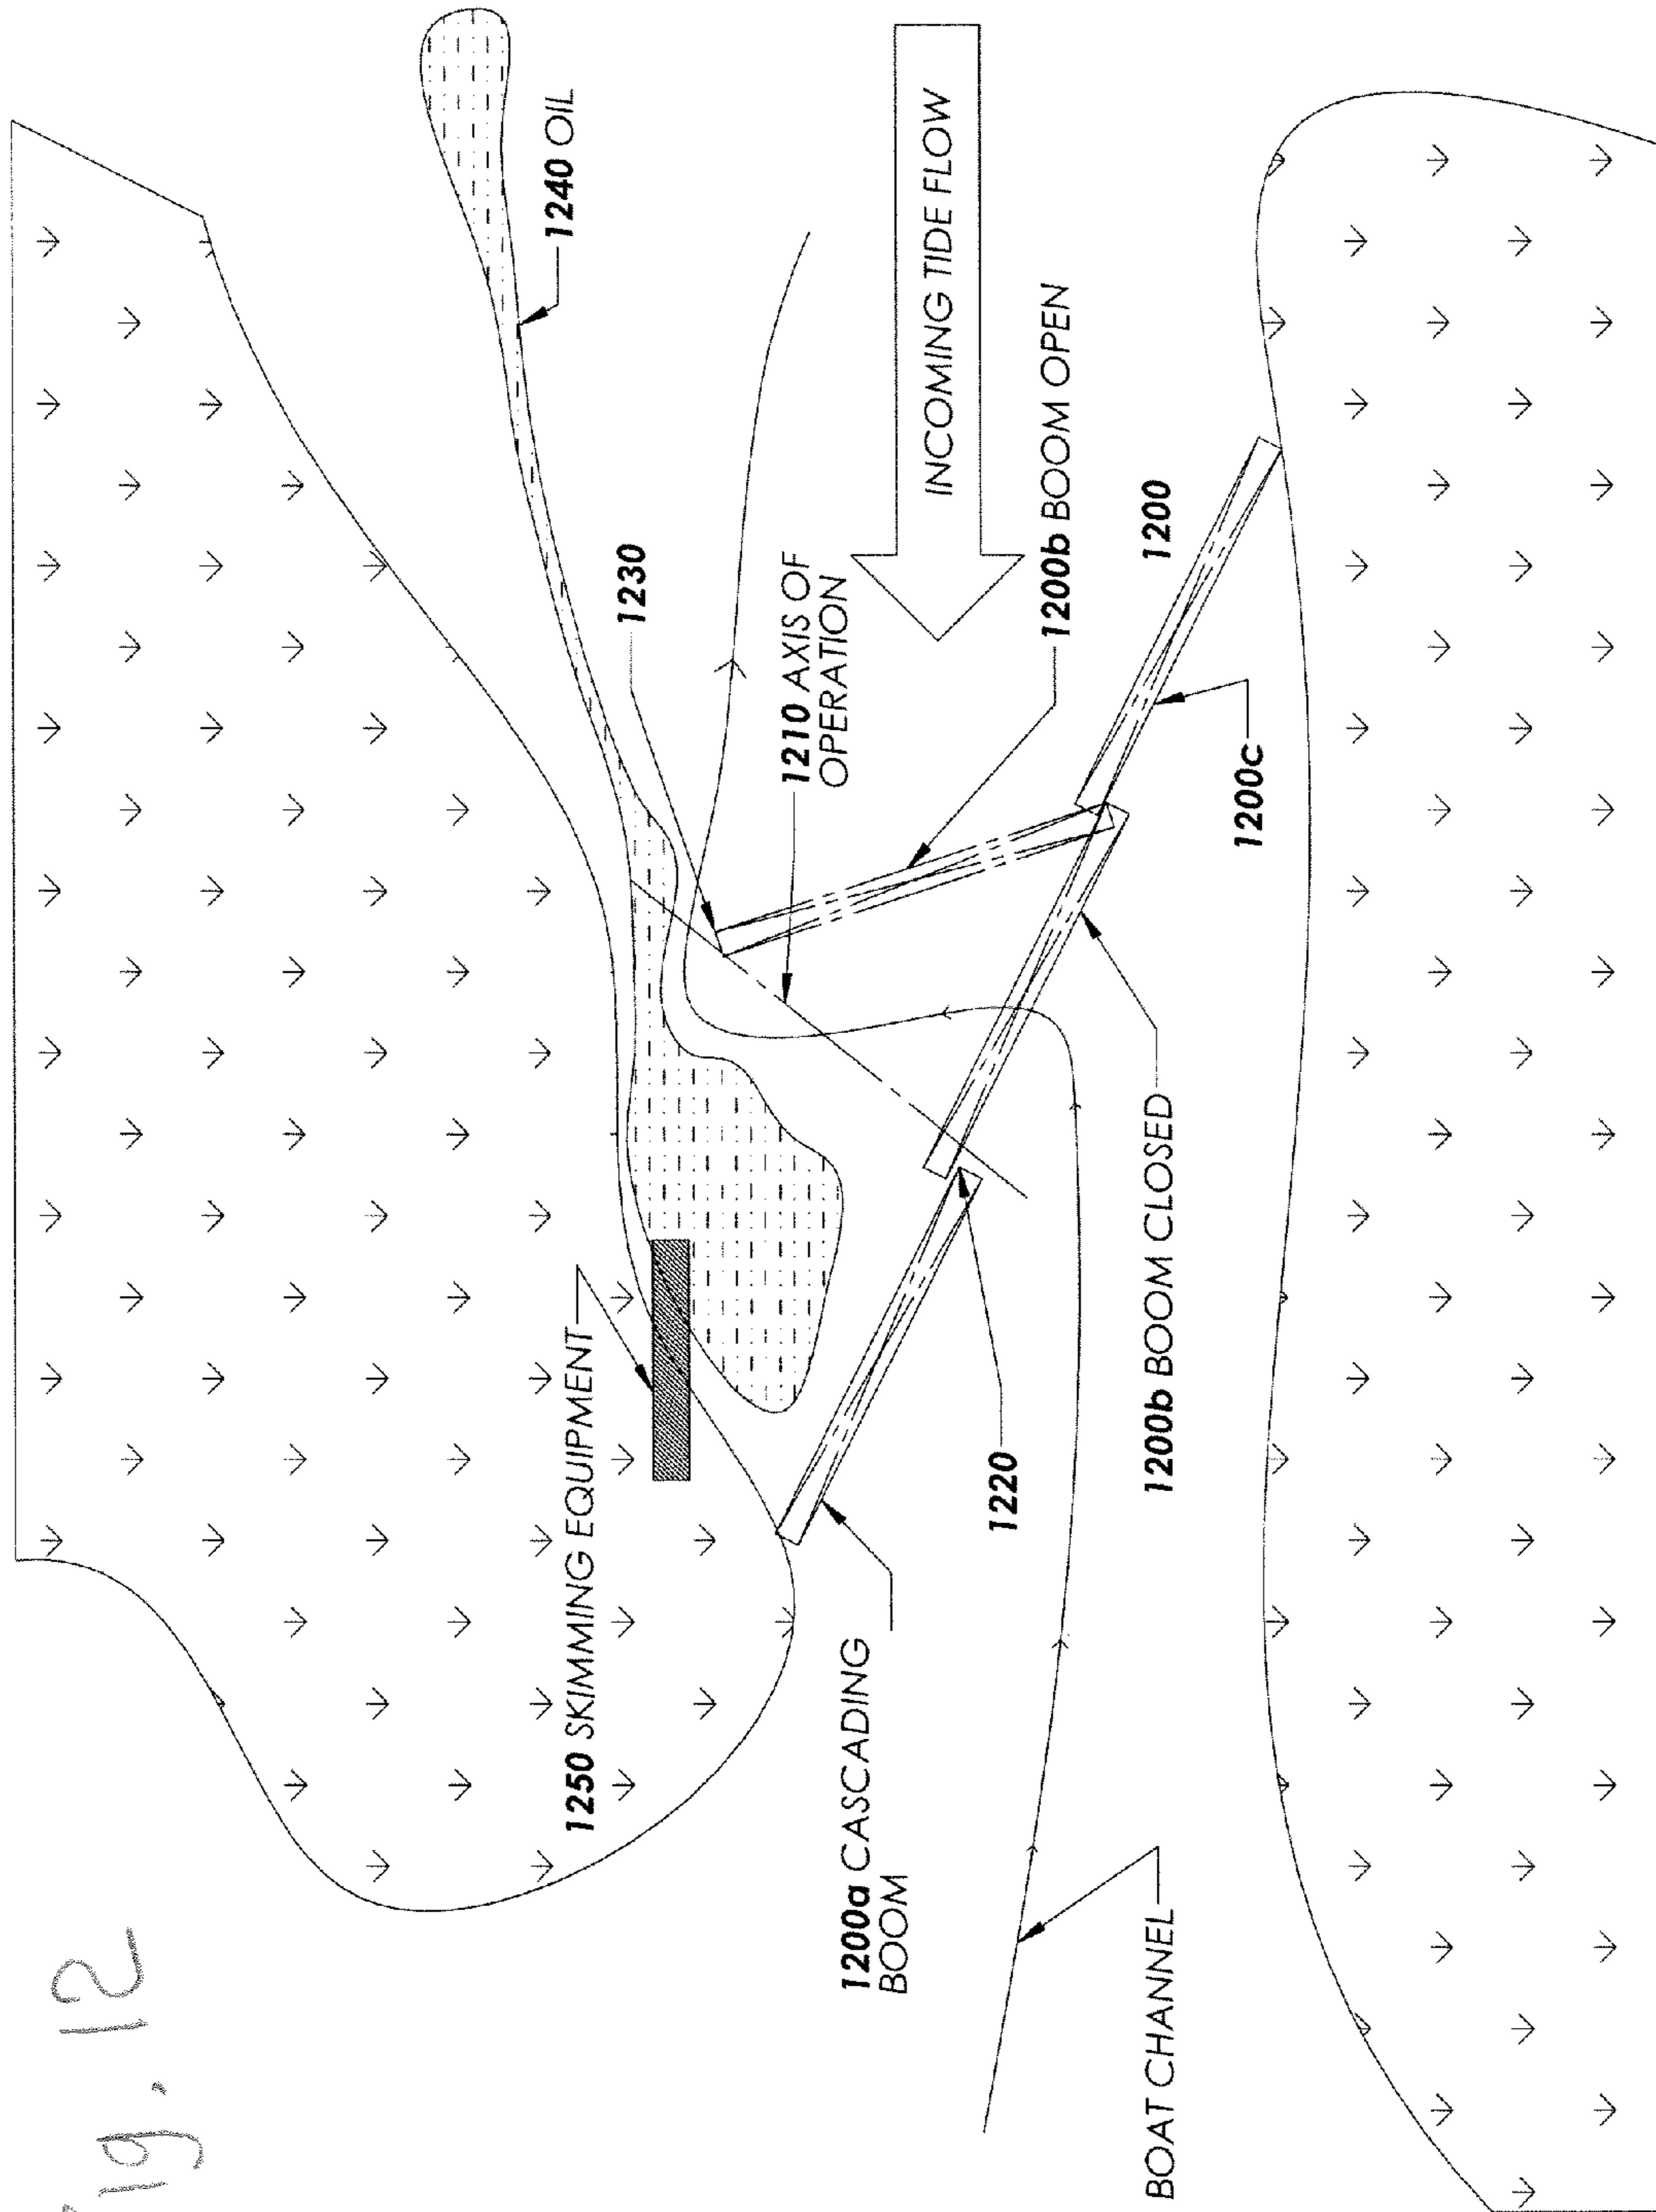 Fig. 12
1240 OIL
INCOMING TIDE FLOW
1230
1210 AXIS OF
OPERATION
1200b BOOM OPEN
1200
1200c
1250 SKIMMING EQUIPMENT
1220
1200b BOOM CLOSED
1200a CASCADING
BOOM
BOAT CHANNEL